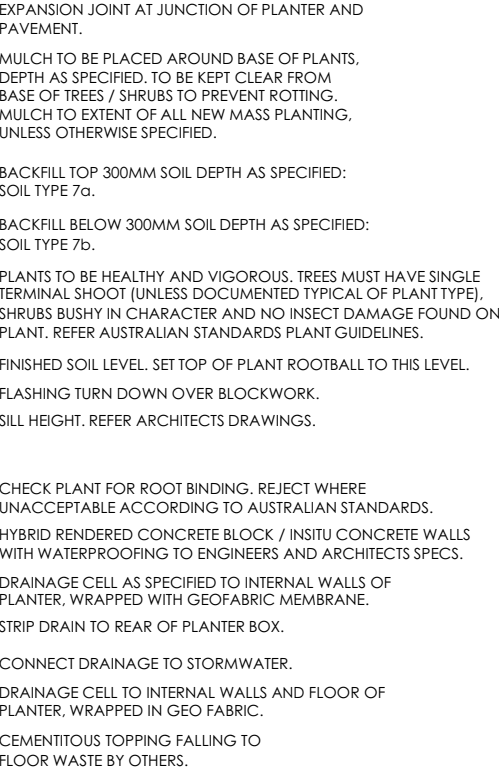 EXPANSION JOINT AT JUNCTION OF PLANTER AND
PAVEMENT.
MULCH TO BE PLACED AROUND BASE OF PLANTS,
DEPTH AS SPECIFIED. TO BE KEPT CLEAR FROM
BASE OF TREES / SHRUBS TO PREVENT ROTTING.
MULCH TO EXTENT OF ALL NEW MASS PLANTING,
UNLESS OTHERWISE SPECIFIED.
BACKFILL TOP 300MM SOIL DEPTH AS SPECIFIED:
SOIL TYPE 7a.
BACKFILL BELOW 300MM SOIL DEPTH AS SPECIFIED:
SOIL TYPE 7b.
PLANTS TO BE HEALTHY AND VIGOROUS. TREES MUST HAVE SINGLE
TERMINAL SHOOT (UNLESS DOCUMENTED TYPICAL OF PLANT TYPE),
SHRUBS BUSHY IN CHARACTER AND NO INSECT DAMAGE FOUND ON
PLANT. REFER AUSTRALIAN STANDARDS PLANT GUIDELINES.
FINISHED SOIL LEVEL. SET TOP OF PLANT ROOTBALL TO THIS LEVEL.
FLASHING TURN DOWN OVER BLOCKWORK.
SILL HEIGHT. REFER ARCHITECTS DRAWINGS.
CHECK PLANT FOR ROOT BINDING. REJECT WHERE
UNACCEPTABLE ACCORDING TO AUSTRALIAN STANDARDS.
HYBRID RENDERED CONCRETE BLOCK / INSITU CONCRETE WALLS
WITH WATERPROOFING TO ENGINEERS AND ARCHITECTS SPECS.
DRAINAGE CELL AS SPECIFIED TO INTERNAL WALLS OF
PLANTER, WRAPPED WITH GEOFABRIC MEMBRANE.
STRIP DRAIN TO REAR OF PLANTER BOX.
CONNECT DRAINAGE TO STORMWATER.
DRAINAGE CELL TO INTERNAL WALLS AND FLOOR OF
PLANTER, WRAPPED IN GEO FABRIC.
CEMENTITOUS TOPPING FALLING TO
FLOOR WASTE BY OTHERS.